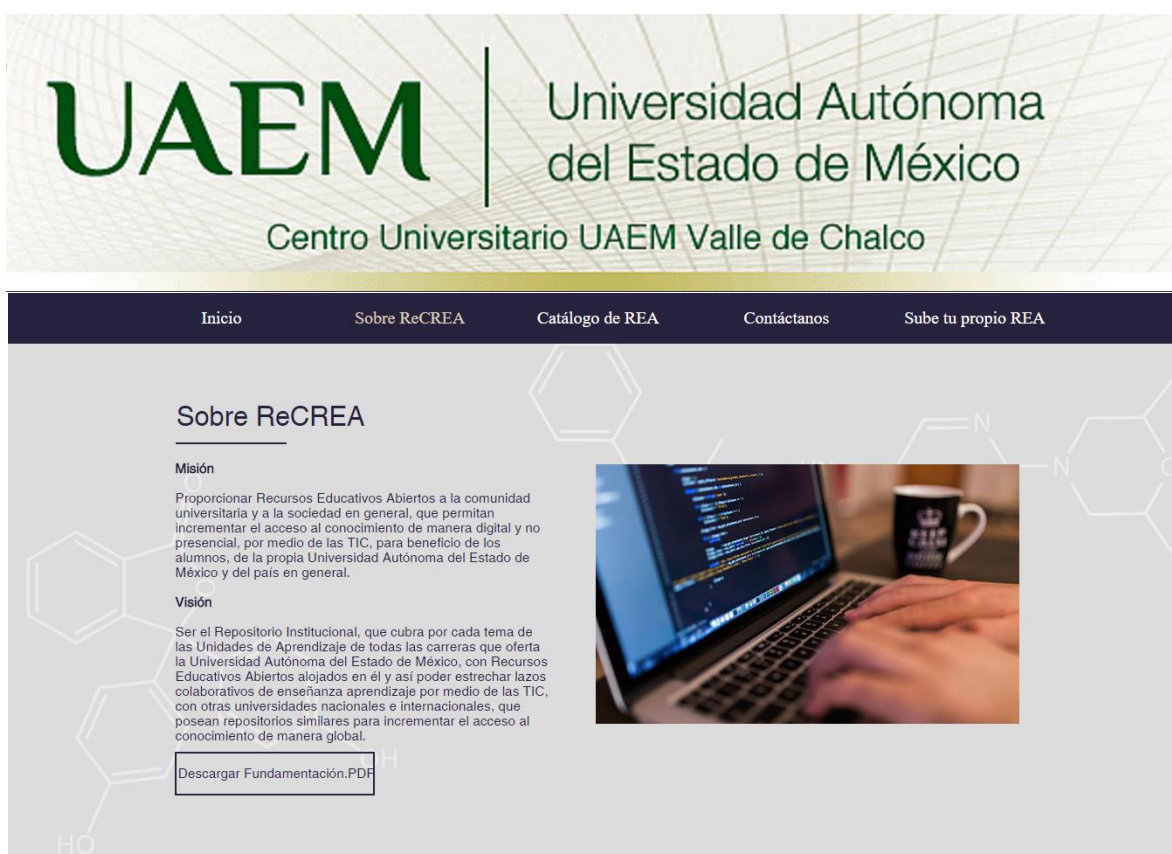 UAEM
Universidad Autónoma
del Estado de México
Centro Universitario UAEM Valle de Chalco
Inicio
Sobre ReCREA
Catálogo de REA
Contáctanos
Sube tu propio REA
Sobre ReCREA
Misión
Proporcionar Recursos Educativos Abiertos a la comunidad
universitaria y a la sociedad en general, que permitan
incrementar el acceso al conocimiento de manera digital y no
presencial, por medio de las TIC, para beneficio de los
alumnos, de la propia Universidad Autónoma del Estado de
México y del país en general.
Visión
Ser el Repositorio Institucional, que cubra por cada tema de
las Unidades de Aprendizaje de todas las carreras que oferta
la Universidad Autónoma del Estado de México, con Recursos
Educativos Abiertos alojados en él y así poder estrechar lazos
colaborativos de enseñanza aprendizaje por medio de las TIC,
con otras universidades nacionales e internacionales, que
posean repositorios similares para incrementar el acceso al
conocimiento de manera global.
Descargar Fundamentación.PDF
N
N
OH
HO